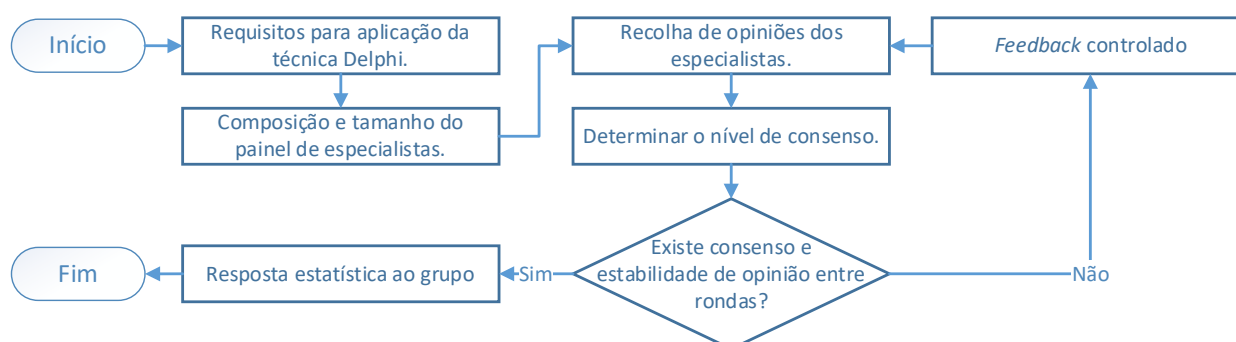 Início
Requisitos para aplicação da
técnica Delphi.
Composição e tamanho do
painel de especialistas.
Recolha de opiniões dos
especialistas.
Feedback controlado
Determinar o nível de consenso.
Existe consenso e
estabilidade de opinião entre
rondas?
Não
Sim
Resposta estatística ao grupo
Fim